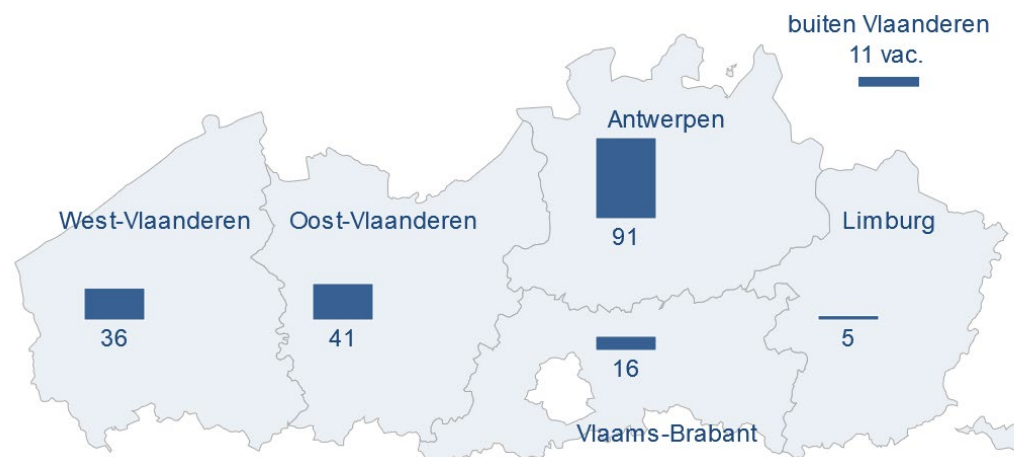 buiten Vlaanderen
11 vac.
Antwerpen
91
West-Vlaanderen
36
Oost-Vlaanderen
41
Limburg
5
16
Vlaams-Brabant